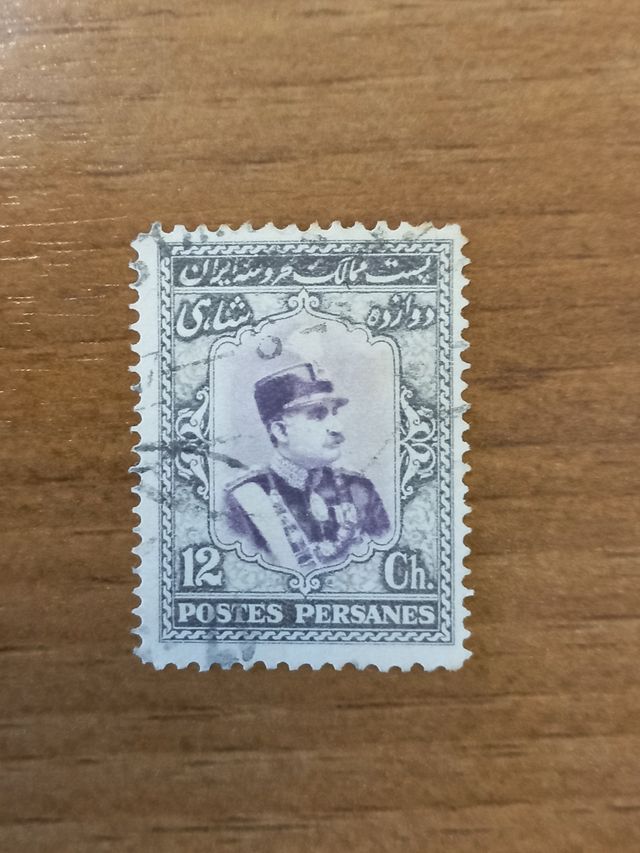 پست ممالک محروسه ایران
دوازده شاهی
12 Ch.
POSTES PERSANES